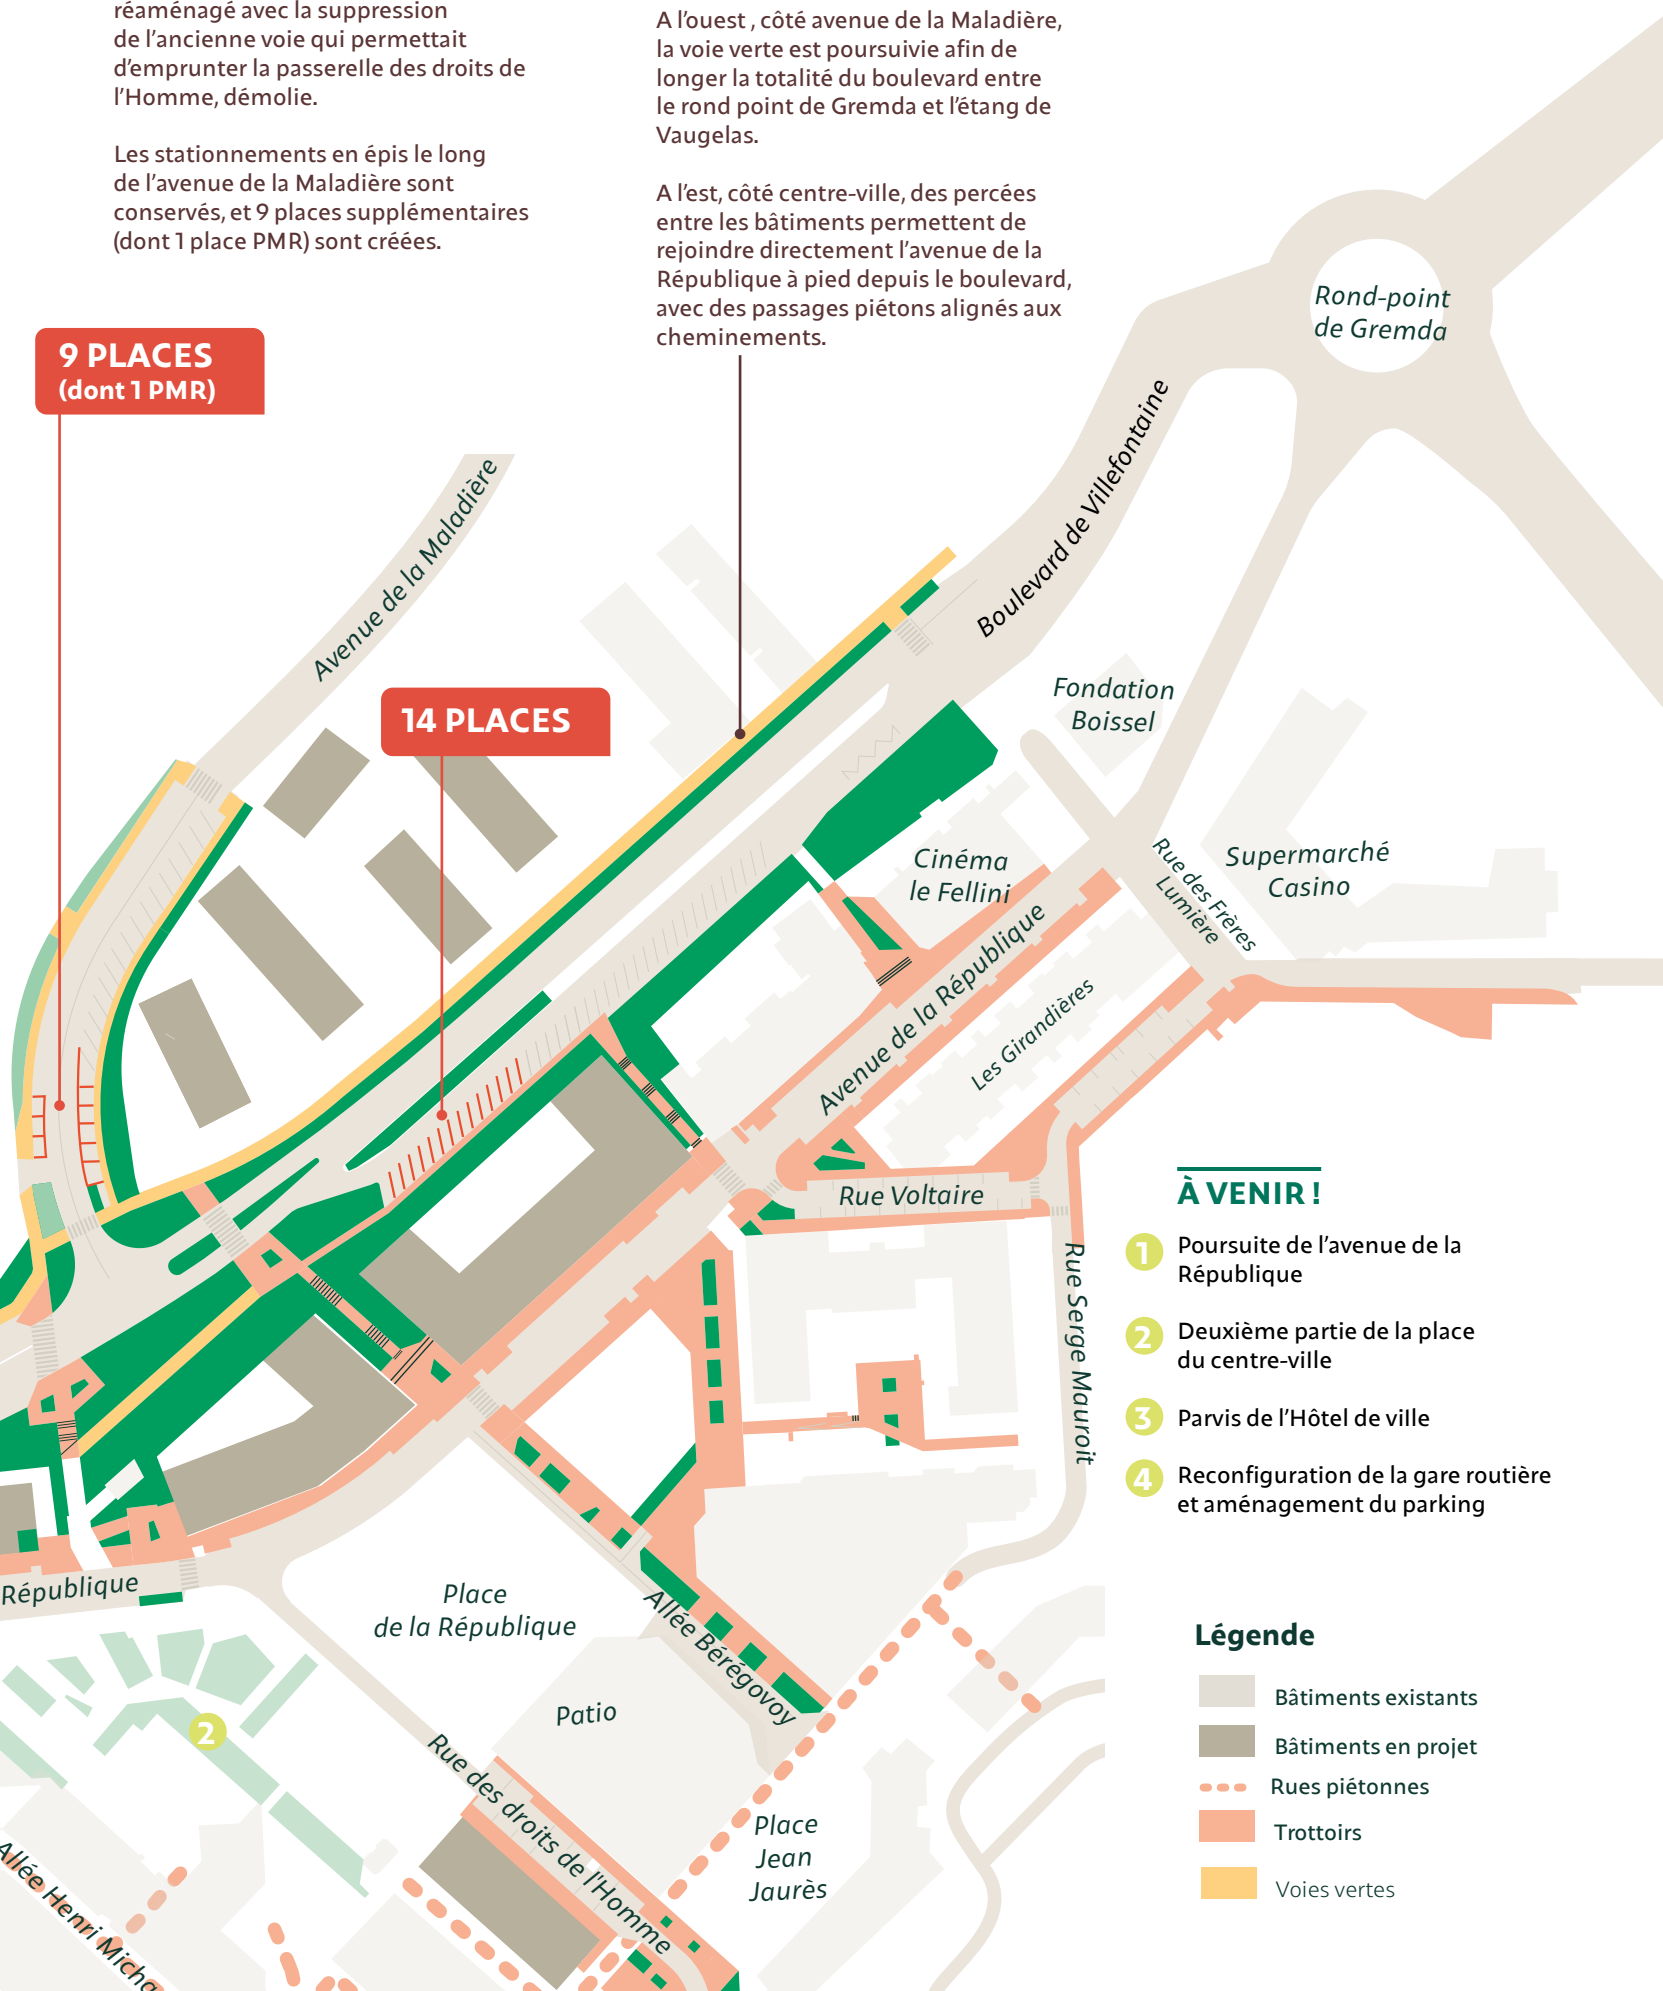 réaménagé avec la suppression
de l’ancienne voie qui permettait
d’emprunter la passerelle des droits de
l’Homme, démolie.
Les stationnements en épis le long
de l’avenue de la Maladière sont
conservés, et 9 places supplémentaires
(dont 1 place PMR) sont créées.
A l’ouest , côté avenue de la Maladière,
la voie verte est poursuivie afin de
longer la totalité du boulevard entre
le rond point de Gremda et l’étang de
Vaugelas.
A l’est, côté centre-ville, des percées
entre les bâtiments permettent de
rejoindre directement l’avenue de la
République à pied depuis le boulevard,
avec des passages piétons alignés aux
cheminements.
9 PLACES
(dont 1 PMR)
14 PLACES
Rond-point
de Gremda
Boulevard de Villefontaine
Avenue de la Maladière
Fondation
Boissel
Cinéma
le Fellini
Rue des Frères
Lumière
Supermarché
Casino
Avenue de la République
Les Girandières
Rue Voltaire
Rue Serge Mauroit
République
Place
de la République
Allée Bérégovoy
Patio
2
Rue des droits de l'Homme
Place
Jean
Jaurès
Allée Henri Micha
À VENIR !
1 Poursuite de l’avenue de la
République
2 Deuxième partie de la place
du centre-ville
3 Parvis de l’Hôtel de ville
4 Reconfiguration de la gare routière
et aménagement du parking
Légende
Bâtiments existants
Bâtiments en projet
Rues piétonnes
Trottoirs
Voies vertes